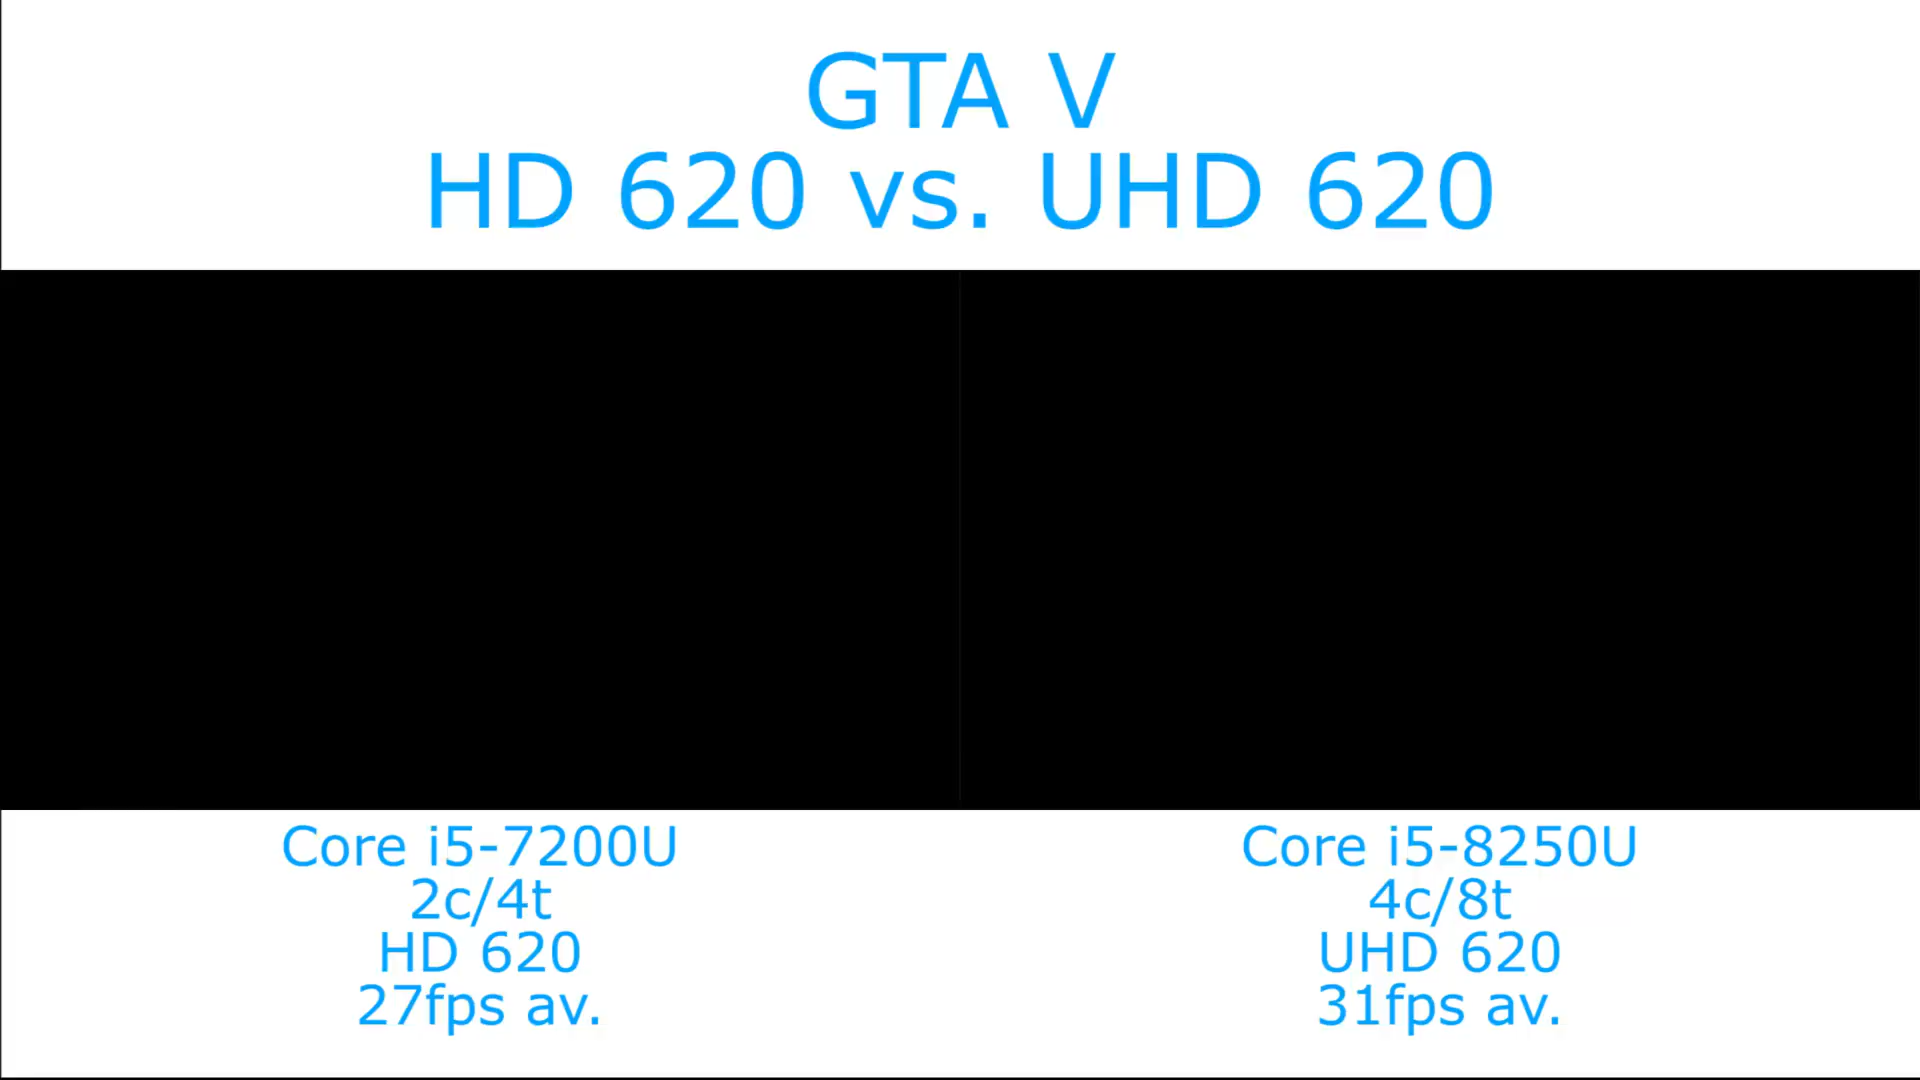 GTA V
HD 620 vs. UHD 620
Core i5-7200U
2c/4t
HD 620
27fps av.
Core i5-8250U
4c/8t
UHD 620
31fps av.